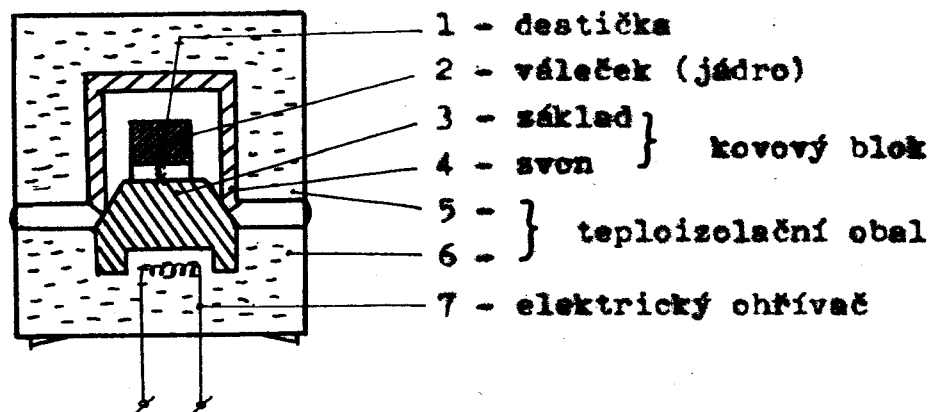 1 - destička
2 - váleček (jádro)
3 - základ
4 - zvon
kovový blok
5 -
6 -
teploizolační obal
7 - elektrický ohřívač